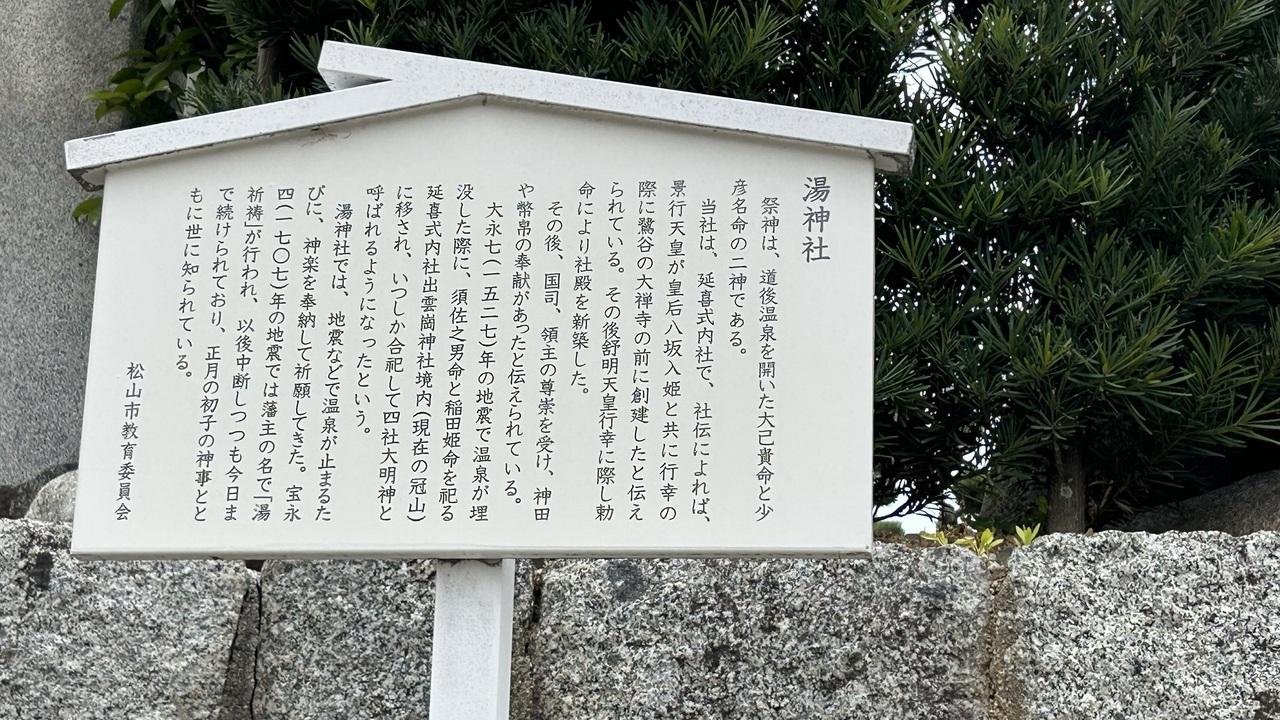 湯神社
祭神は、道後温泉を開いた大己貴命と少
彦名命の二神である。
当社は、延喜式内社で、社伝によれば、
景行天皇が皇后八坂入姫と共に行幸の
際に鷺谷の大禅寺の前に創建したと伝え
られている。その後舒明天皇行幸に際し勅
命により社殿を新築した。
その後、国司、領主の尊崇を受け、神田
や幣帛の奉献があったと伝えられている。
大永七(一五二七)年の地震で温泉が埋
没した際に、須佐之男命と稲田姫命を祀る
延喜式内社出雲崗神社境内(現在の冠山)
に移され、いつしか合祀して四社大明神と
呼ばれるようになったという。
湯神社では、地震などで温泉が止まるた
びに、神楽を奉納して祈願してきた。宝永
四(一七〇七)年の地震では藩主の名で「湯
祈祷」が行われ、以後中断しつつも今日ま
で続けられており、正月の初子の神事とと
もに世に知られている。
松山市教育委員会